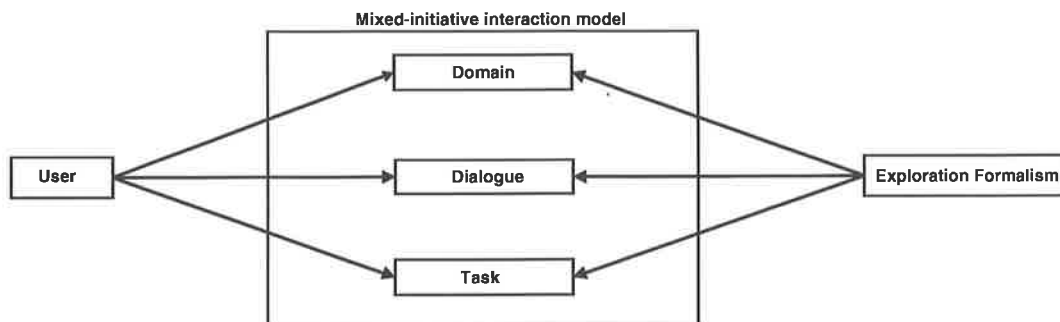 Mixed-initiative interaction model
Domain
User
Dialogue
Exploration Formalism
Task